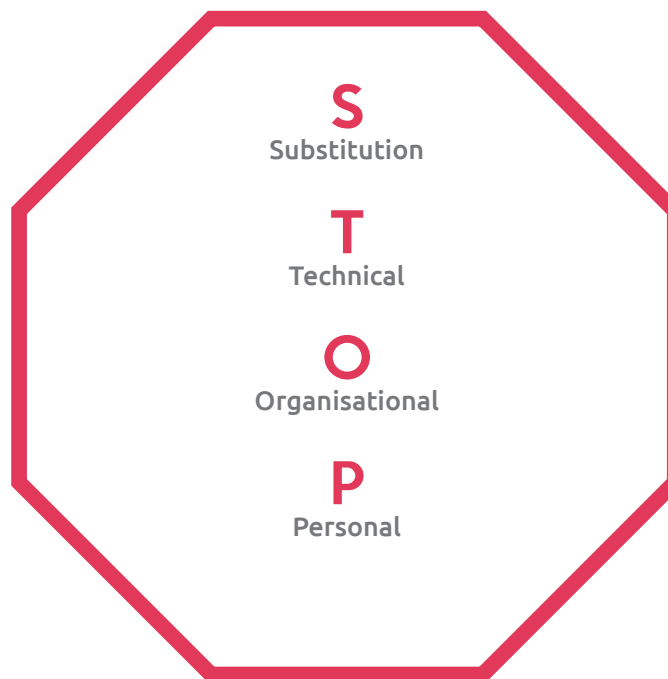 S
Substitution
T
Technical
O
Organisational
P
Personal